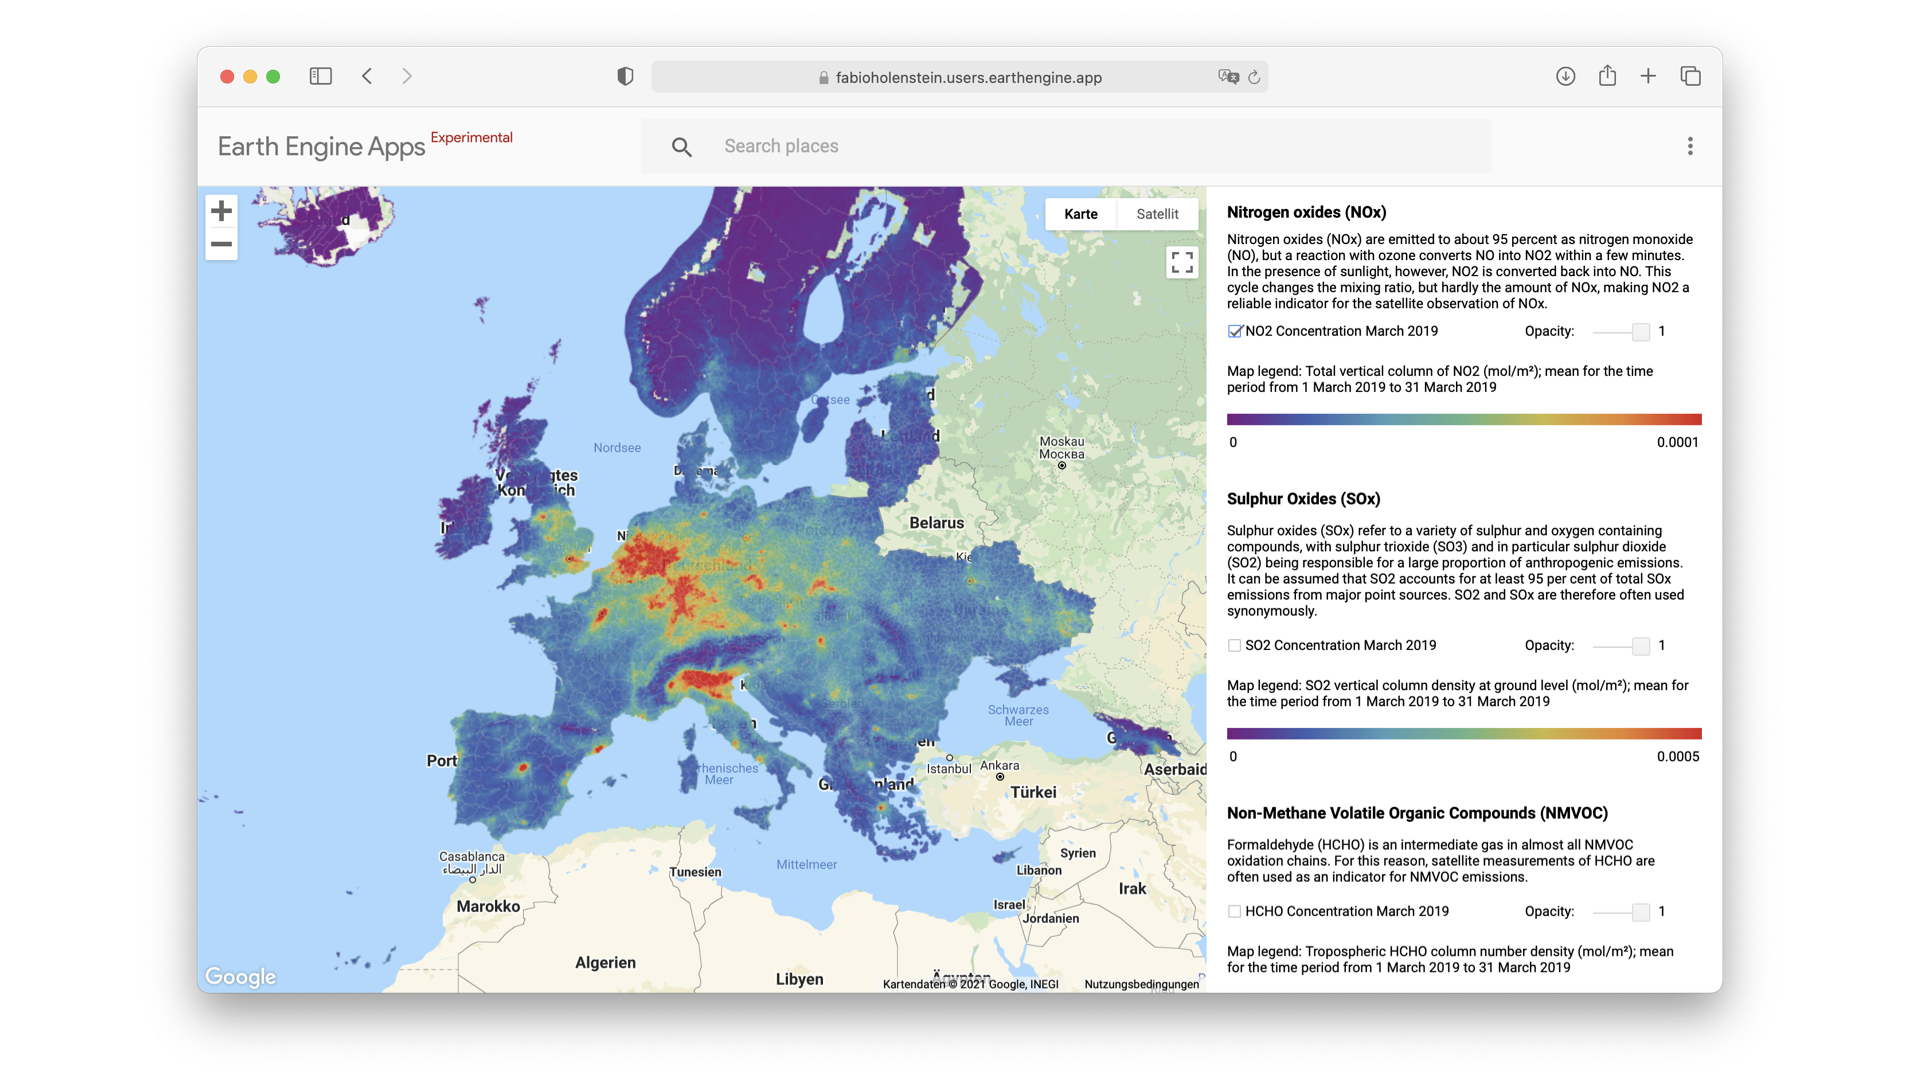 fabioholenstein.users.earthengine.app
Earth Engine Apps Experimental
Search places
Karte
Satellit
Nordsee
Ostsee
Moskau
Москва
Belarus
Schwarzes
Meer
Istanbul
Ankara
Türkei
Aserbaid
Port
Casablanca
الدار البيضاء
Marokko
Algerien
Tunesien
Mittelmeer
Libyen
Syrien
Libanon
Irak
Israel
Jordanien
Ägypten
Google
Kartendaten © 2021 Google, INEGI
Nutzungsbedingungen
Nitrogen oxides (NOx)
Nitrogen oxides (NOx) are emitted to about 95 percent as nitrogen monoxide
(NO), but a reaction with ozone converts NO into NO2 within a few minutes.
In the presence of sunlight, however, NO2 is converted back into NO. This
cycle changes the mixing ratio, but hardly the amount of NOx, making NO2 a
reliable indicator for the satellite observation of NOx.
NO2 Concentration March 2019
Opacity: 1
Map legend: Total vertical column of NO2 (mol/m²); mean for the time
period from 1 March 2019 to 31 March 2019
0 0.0001
Sulphur Oxides (SOx)
Sulphur oxides (SOx) refer to a variety of sulphur and oxygen containing
compounds, with sulphur trioxide (SO3) and in particular sulphur dioxide
(SO2) being responsible for a large proportion of anthropogenic emissions.
It can be assumed that SO2 accounts for at least 95 per cent of total SOx
emissions from major point sources. SO2 and SOx are therefore often used
synonymously.
SO2 Concentration March 2019
Opacity: 1
Map legend: SO2 vertical column density at ground level (mol/m²); mean for
the time period from 1 March 2019 to 31 March 2019
0 0.0005
Non-Methane Volatile Organic Compounds (NMVOC)
Formaldehyde (HCHO) is an intermediate gas in almost all NMVOC
oxidation chains. For this reason, satellite measurements of HCHO are
often used as an indicator for NMVOC emissions.
HCHO Concentration March 2019
Opacity: 1
Map legend: Tropospheric HCHO column number density (mol/m²); mean
for the time period from 1 March 2019 to 31 March 2019